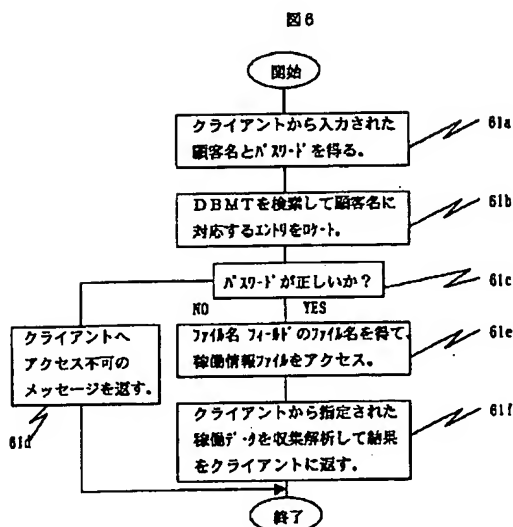 図6
開始
クライアントから入力された
顧客名とパスワードを得る。
61a
DBMTを検索して顧客名に
対応するエントリをロケート。
61b
パスワードが正しいか?
61c
NO
YES
クライアントへ
アクセス不可の
メッセージを返す。
61d
ファイル名 フィールドのファイル名を得て、
稼働情報ファイルをアクセス。
61e
クライアントから指定された
稼働データを収集解析して結果
をクライアントに返す。
61f
終了